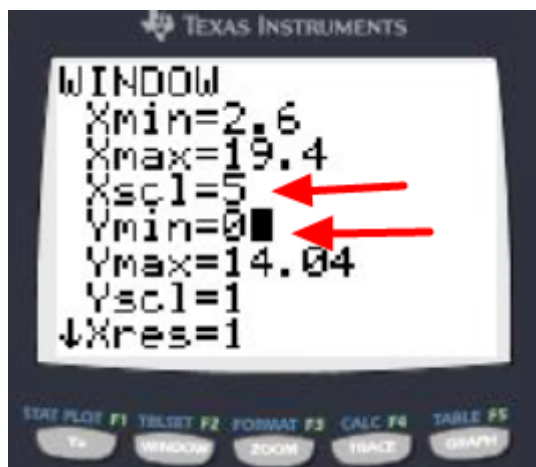 TEXAS INSTRUMENTS
WINDOW
Xmin=2.6
Xmax=19.4
Xscl=5
Ymin=0
Ymax=14.04
Yscl=1
↓Xres=1
STAT PLOT F1 TBLSET F2 FORMAT F3 CALC F4 TABLE F5
Y= WINDOW ZOOM TRACE GRAPH